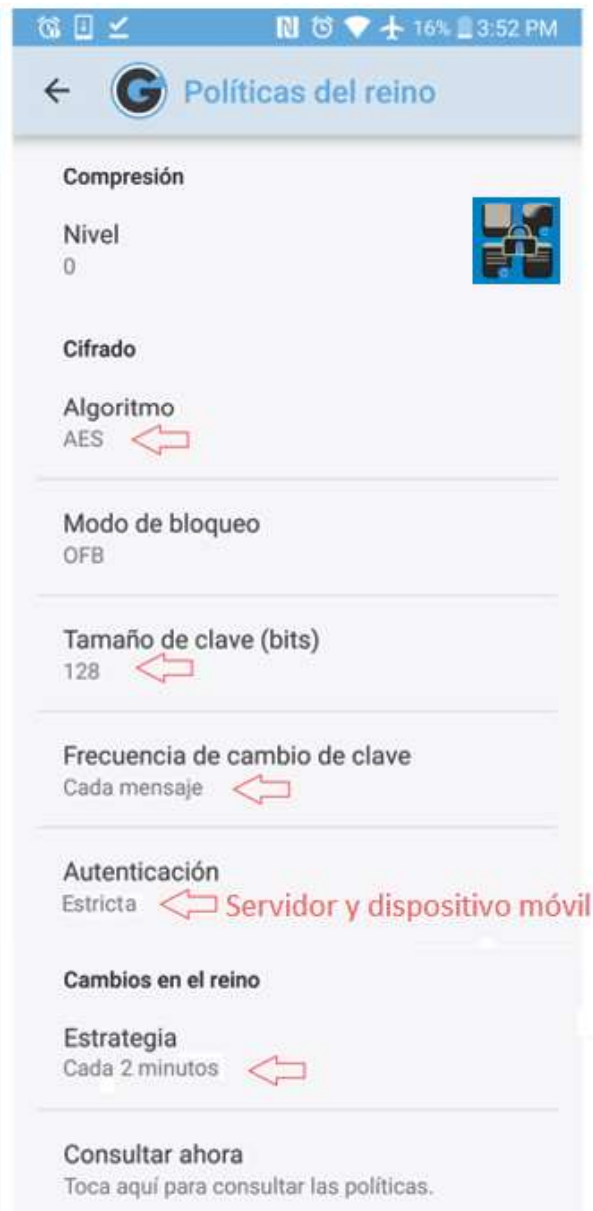 16% 3:52 PM
G Políticas del reino
Compresión
Nivel
0
Cifrado
Algoritmo
AES
Modo de bloqueo
OFB
Tamaño de clave (bits)
128
Frecuencia de cambio de clave
Cada mensaje
Autenticación
Estricta Servidor y dispositivo móvil
Cambios en el reino
Estrategia
Cada 2 minutos
Consultar ahora
Toca aquí para consultar las políticas.